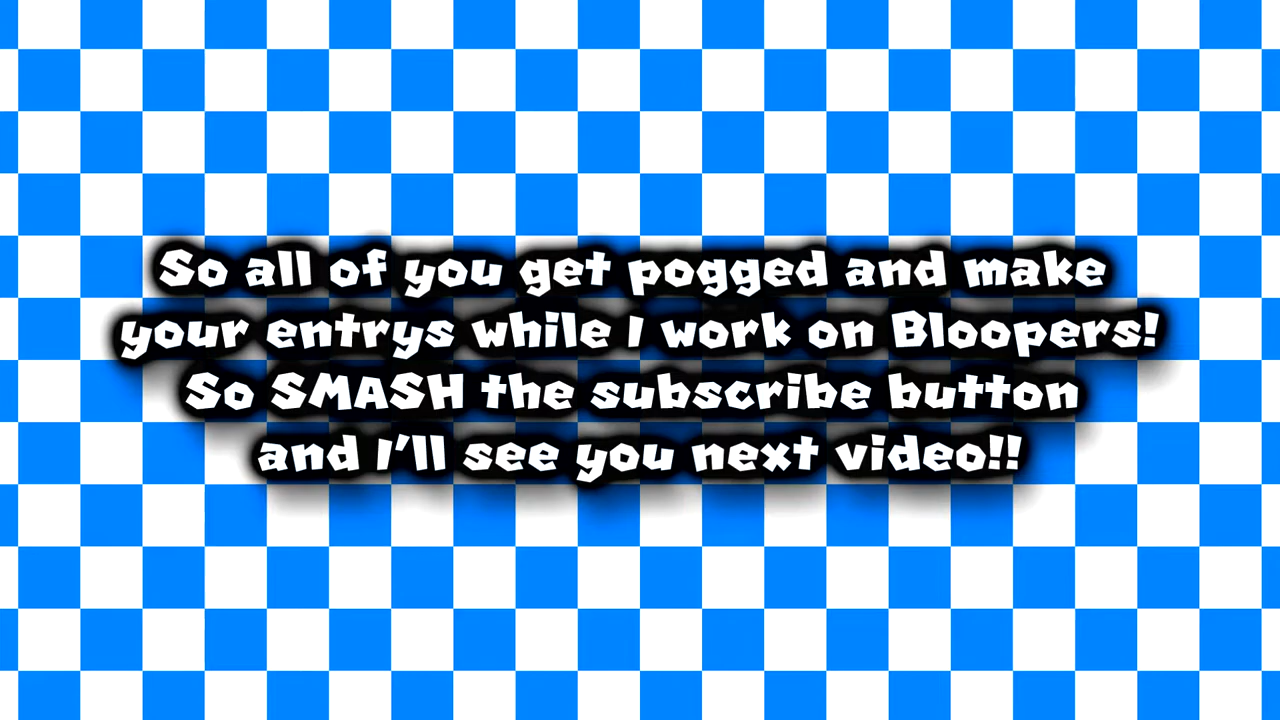 So all of you get pogged and make
your entrys while I work on Bloopers!
So SMASH the subscribe button
and I'll see you next video!!